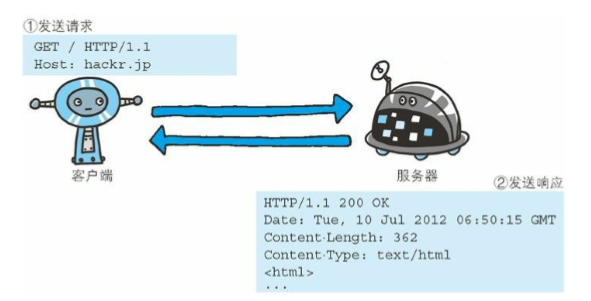 ①发送请求
GET / HTTP/1.1
Host: hackr.jp
客户端
服务器
②发送响应
HTTP/1.1 200 OK
Date: Tue, 10 Jul 2012 06:50:15 GMT
Content-Length: 362
Content-Type: text/html
<html>
...